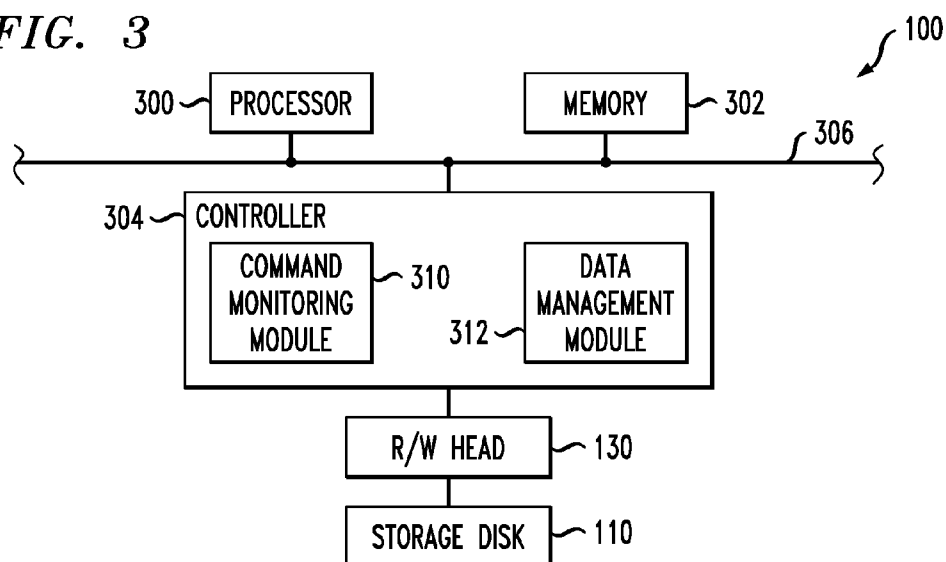 FIG. 3
100
300
PROCESSOR
MEMORY
302
306
304
CONTROLLER
COMMAND
MONITORING
MODULE
310
DATA
MANAGEMENT
MODULE
312
R/W HEAD
130
STORAGE DISK
110